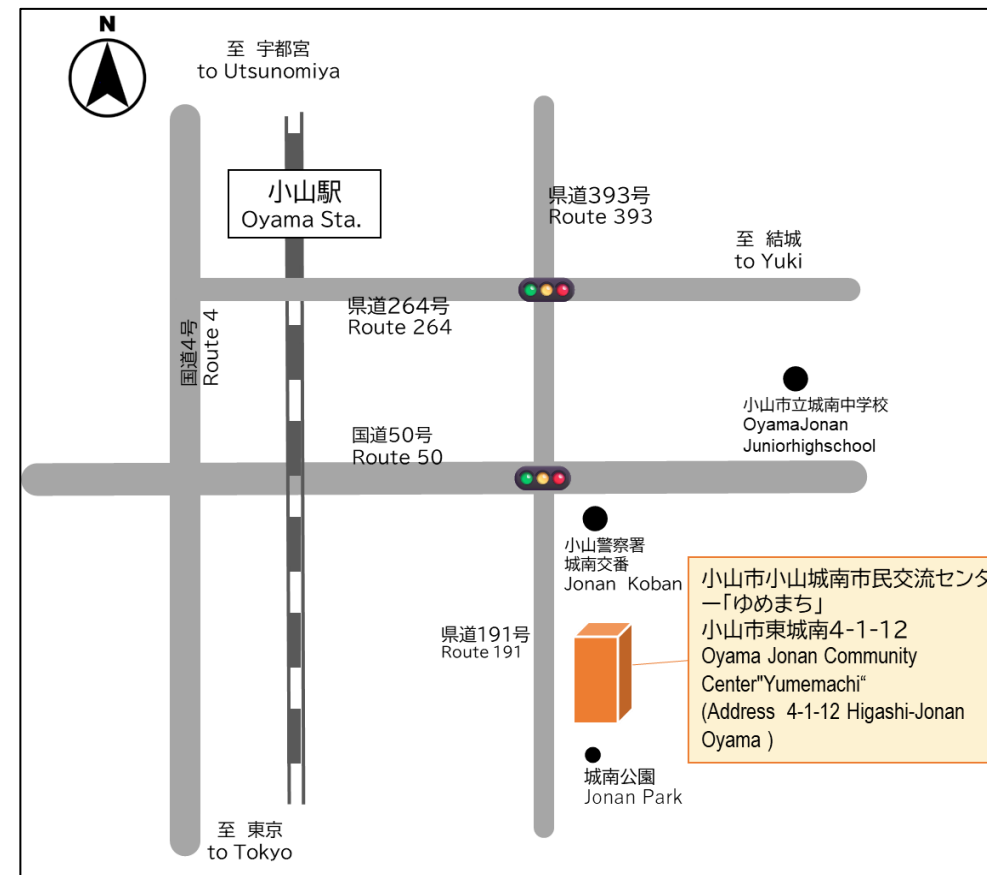 N
至 宇都宮
to Utsunomiya
小山駅
Oyama Sta.
県道393号
Route 393
至 結城
to Yuki
県道264号
Route 264
国道4号
Route 4
小山市立城南中学校
OyamaJonan
Juniorhighschool
国道50号
Route 50
小山警察署
城南交番
Jonan Koban
小山市小山城南市民交流センタ
ー「ゆめまち」
小山市東城南4-1-12
Oyama Jonan Community
Center"Yumemachi“
(Address 4-1-12 Higashi-Jonan
Oyama )
県道191号
Route 191
城南公園
Jonan Park
至 東京
to Tokyo